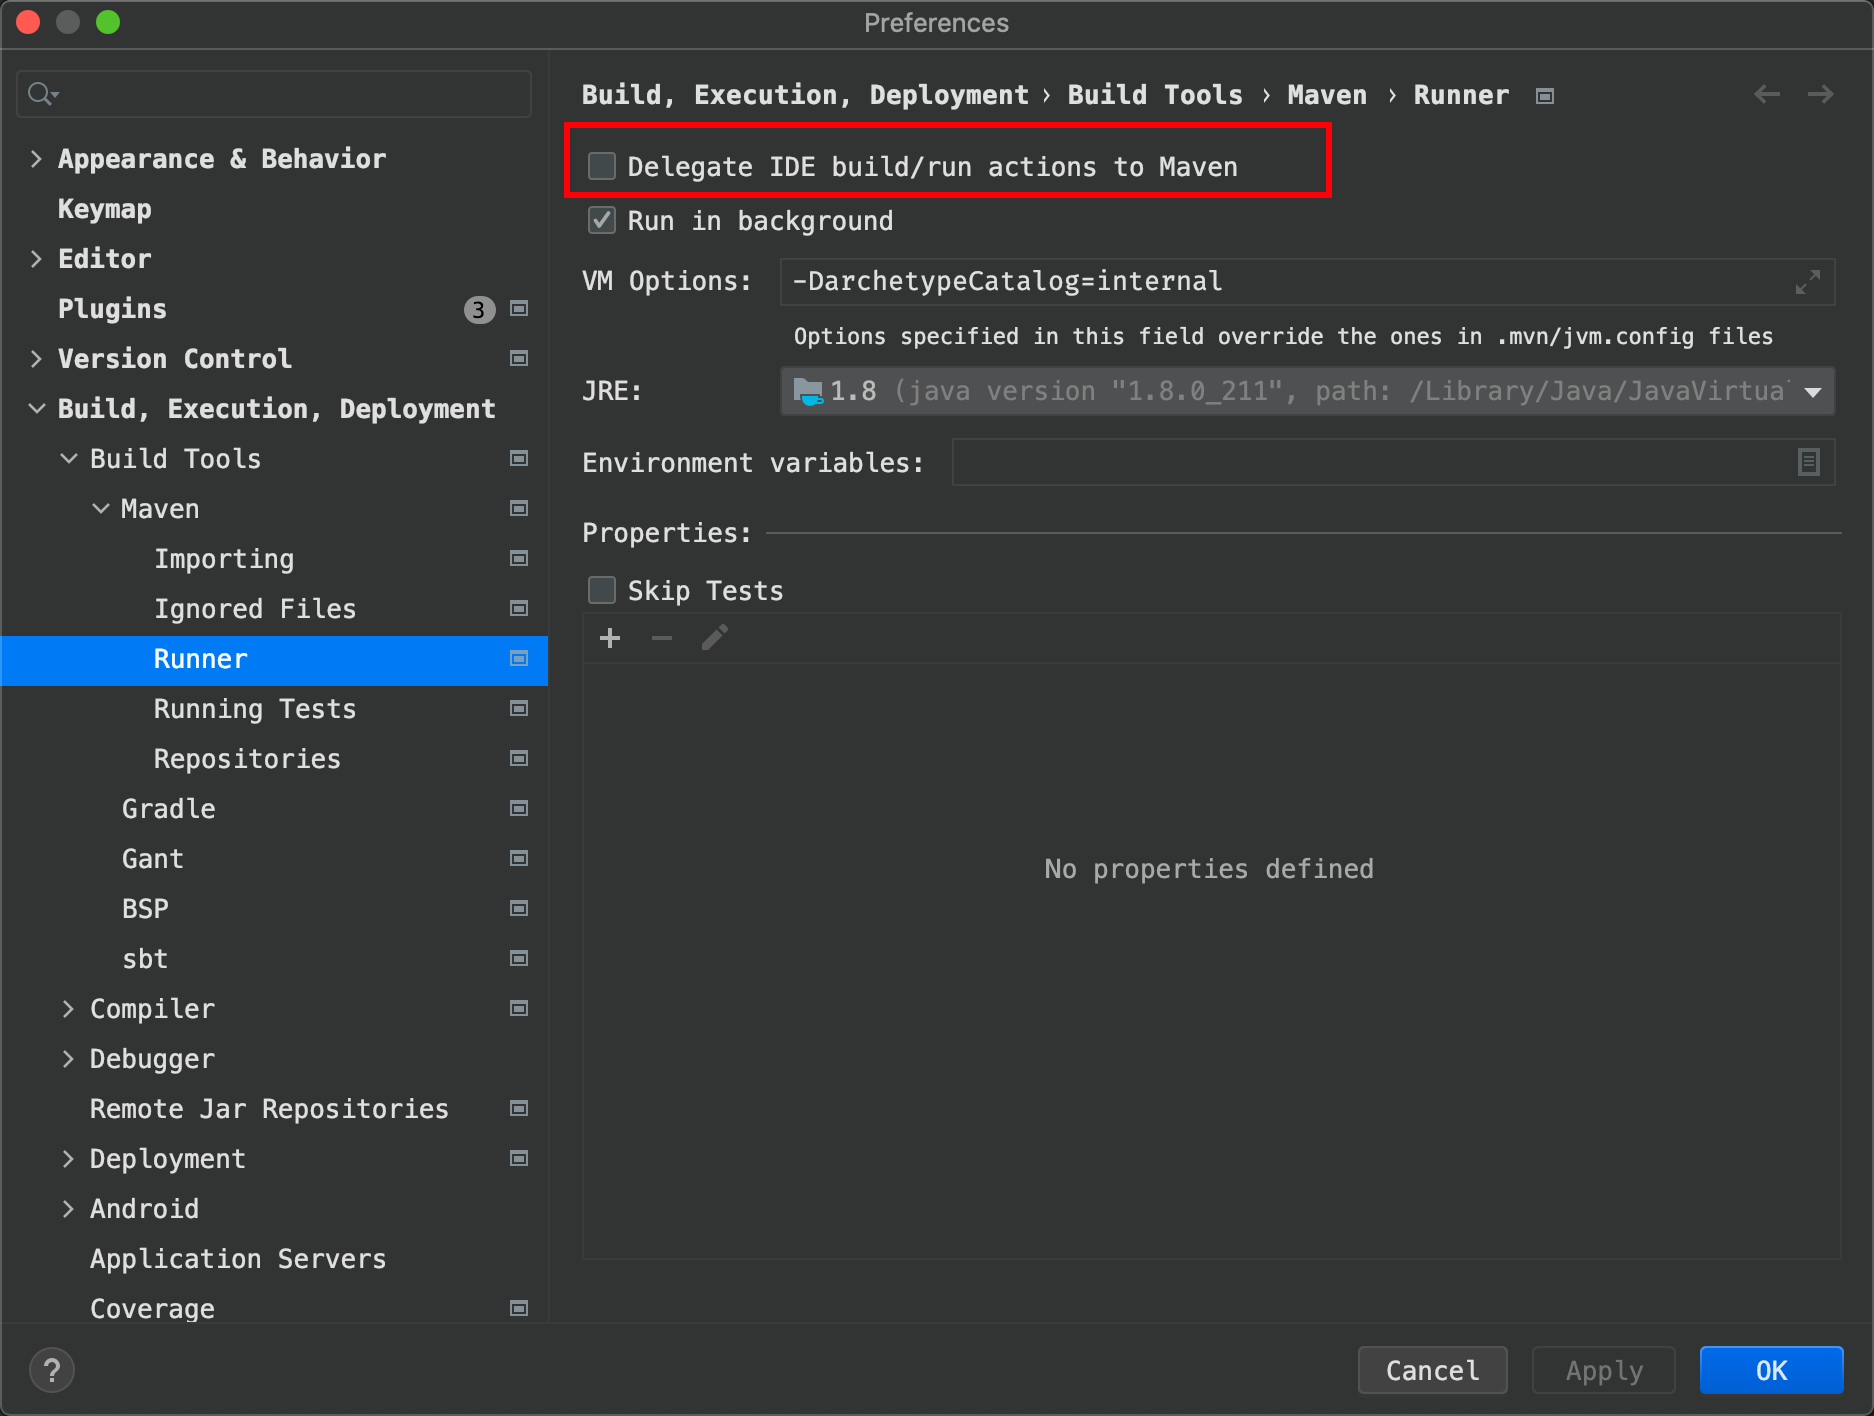 Preferences
Appearance & Behavior
Keymap
Editor
Plugins 3
Version Control
Build, Execution, Deployment
Build Tools
Maven
Importing
Ignored Files
Runner
Running Tests
Repositories
Gradle
Gant
BSP
sbt
Compiler
Debugger
Remote Jar Repositories
Deployment
Android
Application Servers
Coverage
Build, Execution, Deployment › Build Tools › Maven › Runner
Delegate IDE build/run actions to Maven
Run in background
VM Options: -DarchetypeCatalog=internal
Options specified in this field override the ones in .mvn/jvm.config files
JRE: 1.8 (java version "1.8.0_211", path: /Library/Java/JavaVirtua
Environment variables:
Properties:
Skip Tests
No properties defined
?
Cancel
Apply
OK